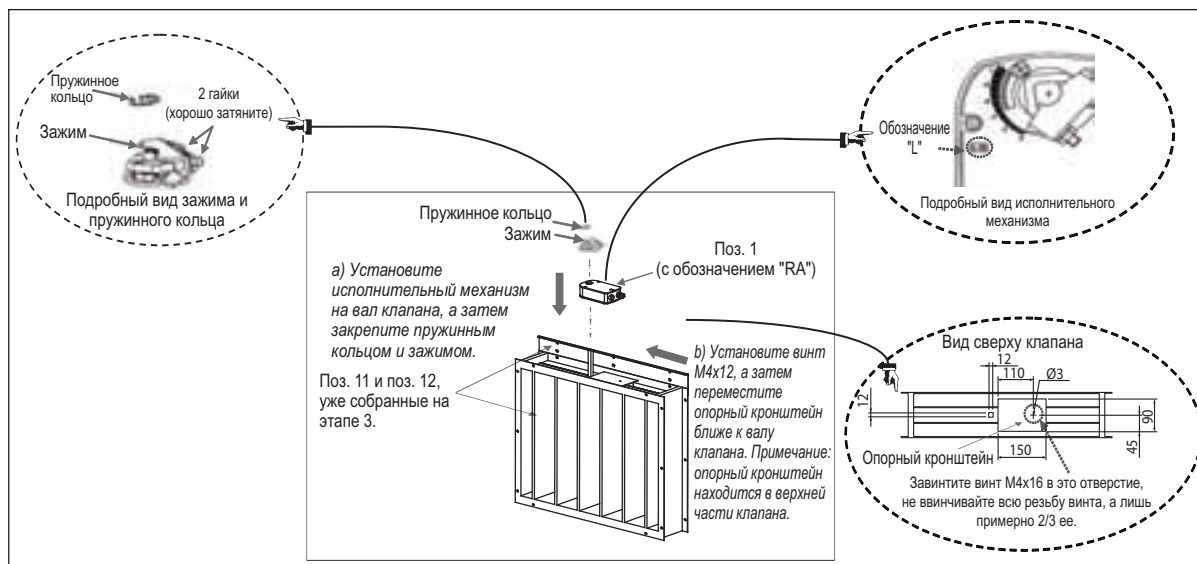 Пружинное
кольцо
2 гайки
(хорошо затяните)
Зажим
Подробный вид зажима и
пружинного кольца
Обозначение
"L"
Подробный вид исполнительного
механизма
Пружинное кольцо
Зажим
Поз. 1
(с обозначением "RA")
a) Установите
исполнительный механизм
на вал клапана, а затем
закрепите пружинным
кольцом и зажимом.
Поз. 11 и поз. 12,
уже собранные на
этапе 3.
b) Установите винт
M4x12, а затем
переместите
опорный кронштейн
ближе к валу
клапана. Примечание:
опорный кронштейн
находится в верхней
части клапана.
Вид сверху клапана
12
110
Ø3
12
90
45
150
Опорный кронштейн
Завинтите винт M4x16 в это отверстие,
не ввинчивайте всю резьбу винта, а лишь
примерно 2/3 ее.